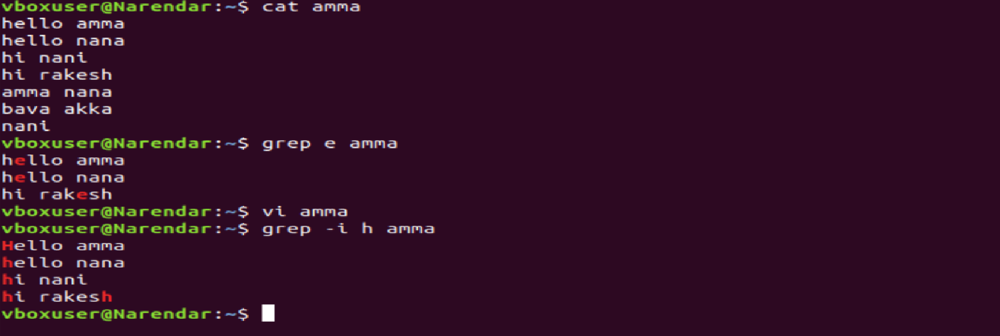 vboxuser@Narendar:~$ cat amma
hello amma
hello nana
hi nani
hi rakesh
amma nana
bava akka
nani
vboxuser@Narendar:~$ grep e amma
hello amma
hello nana
hi rakesh
vboxuser@Narendar:~$ vi amma
vboxuser@Narendar:~$ grep -i h amma
Hello amma
hello nana
hi nani
hi rakesh
vboxuser@Narendar:~$